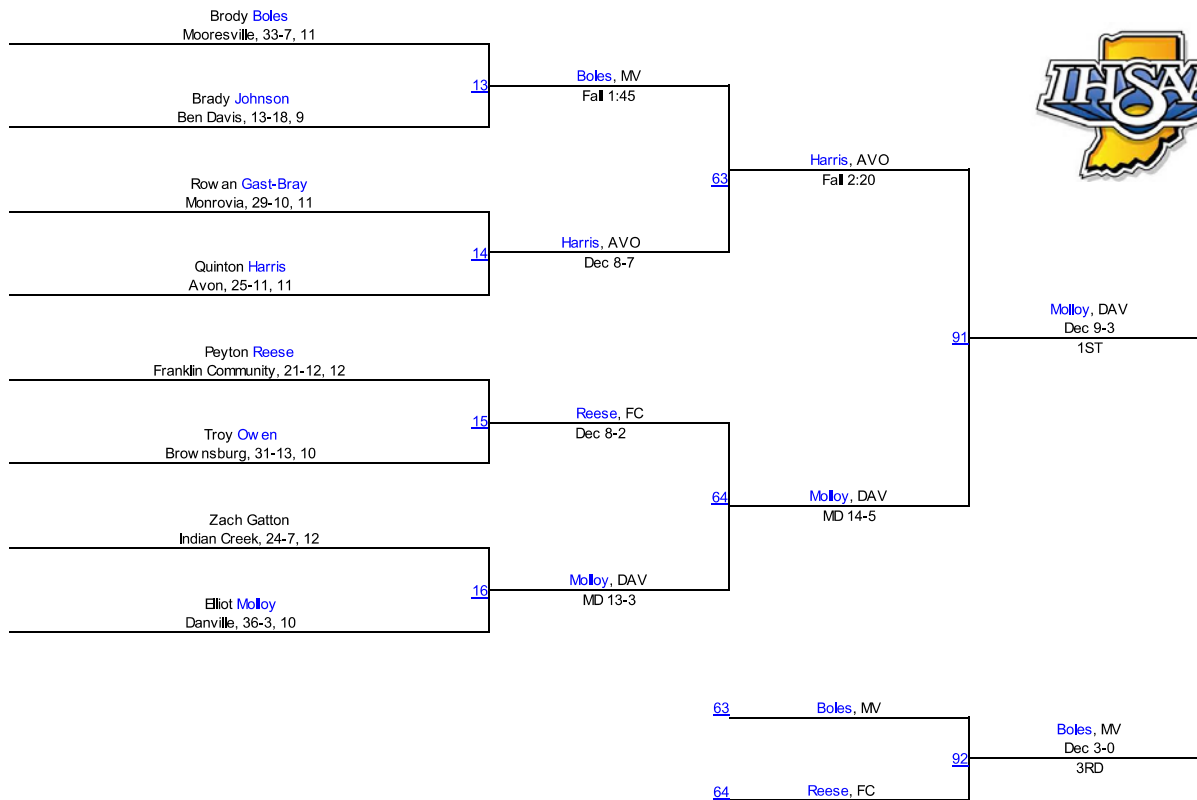 Brody Boles
Mooresville, 33-7, 11
13
Boles, MV
Fall 1:45
Brady Johnson
Ben Davis, 13-18, 9
63
Harris, AVO
Fall 2:20
Rowan Gast-Bray
Monrovia, 29-10, 11
14
Harris, AVO
Dec 8-7
Quinton Harris
Avon, 25-11, 11
91
Molloy, DAV
Dec 9-3
1ST
Peyton Reese
Franklin Community, 21-12, 12
15
Reese, FC
Dec 8-2
Troy Owen
Brownsburg, 31-13, 10
64
Molloy, DAV
MD 14-5
Zach Gatton
Indian Creek, 24-7, 12
16
Molloy, DAV
MD 13-3
Elliot Molloy
Danville, 36-3, 10
63
Boles, MV
92
Boles, MV
Dec 3-0
3RD
64
Reese, FC
IHSAA